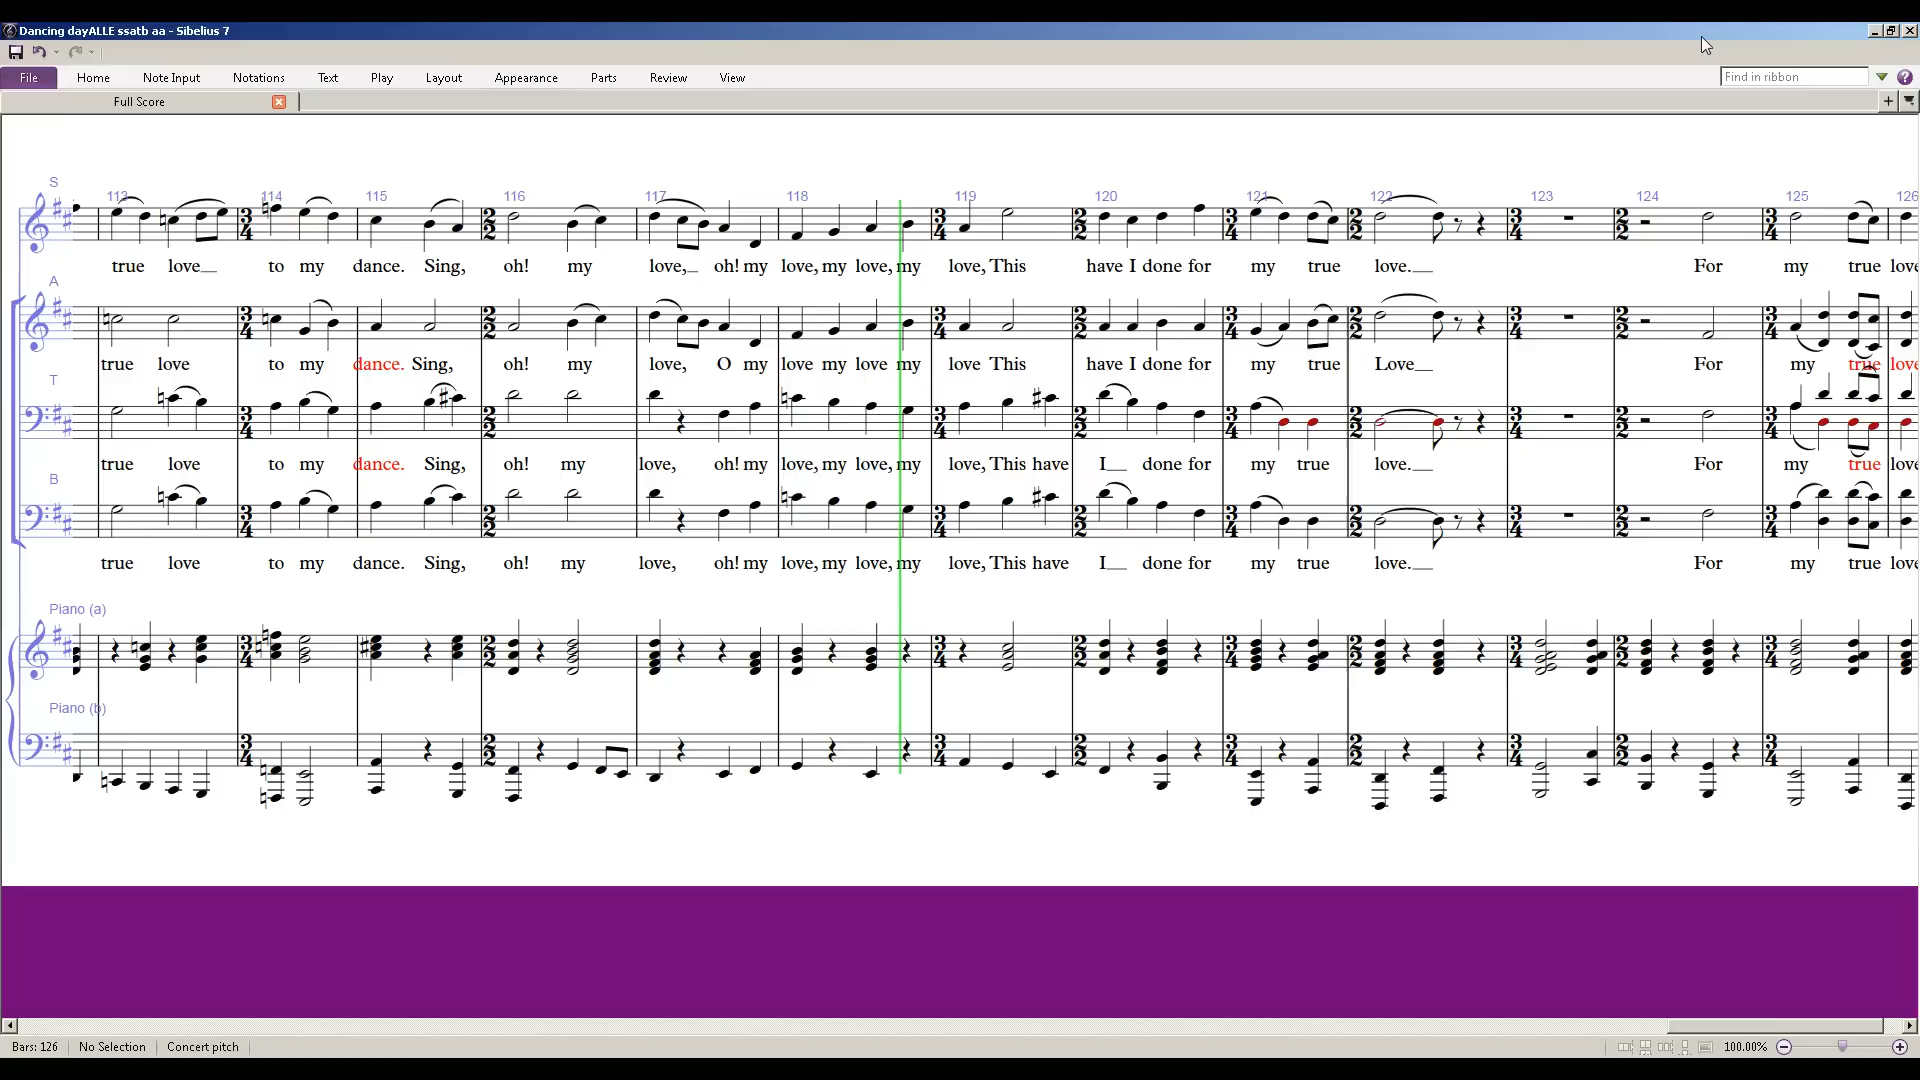 Dancing dayALLE ssatb aa - Sibelius 7
File Home Note Input Notations Text Play Layout Appearance Parts Review View Find in ribbon
Full Score
S
113 114 115 116 117 118 119 120 121 122 123 124 125 126
true love__ to my dance. Sing, oh! my love,_ oh! my love, my love, my love, This have I done for my true love.__ For my true love
A
true love to my dance. Sing, oh! my love, O my love my love my love This have I done for my true Love__ For my true love
T
true love to my dance. Sing, oh! my love, oh! my love, my love, my love, This have I__ done for my true love.__ For my true love
B
true love to my dance. Sing, oh! my love, oh! my love, my love, my love, This have I__ done for my true love.__ For my true love
Piano (a)
Piano (b)
Bars: 126 No Selection Concert pitch 100.00%